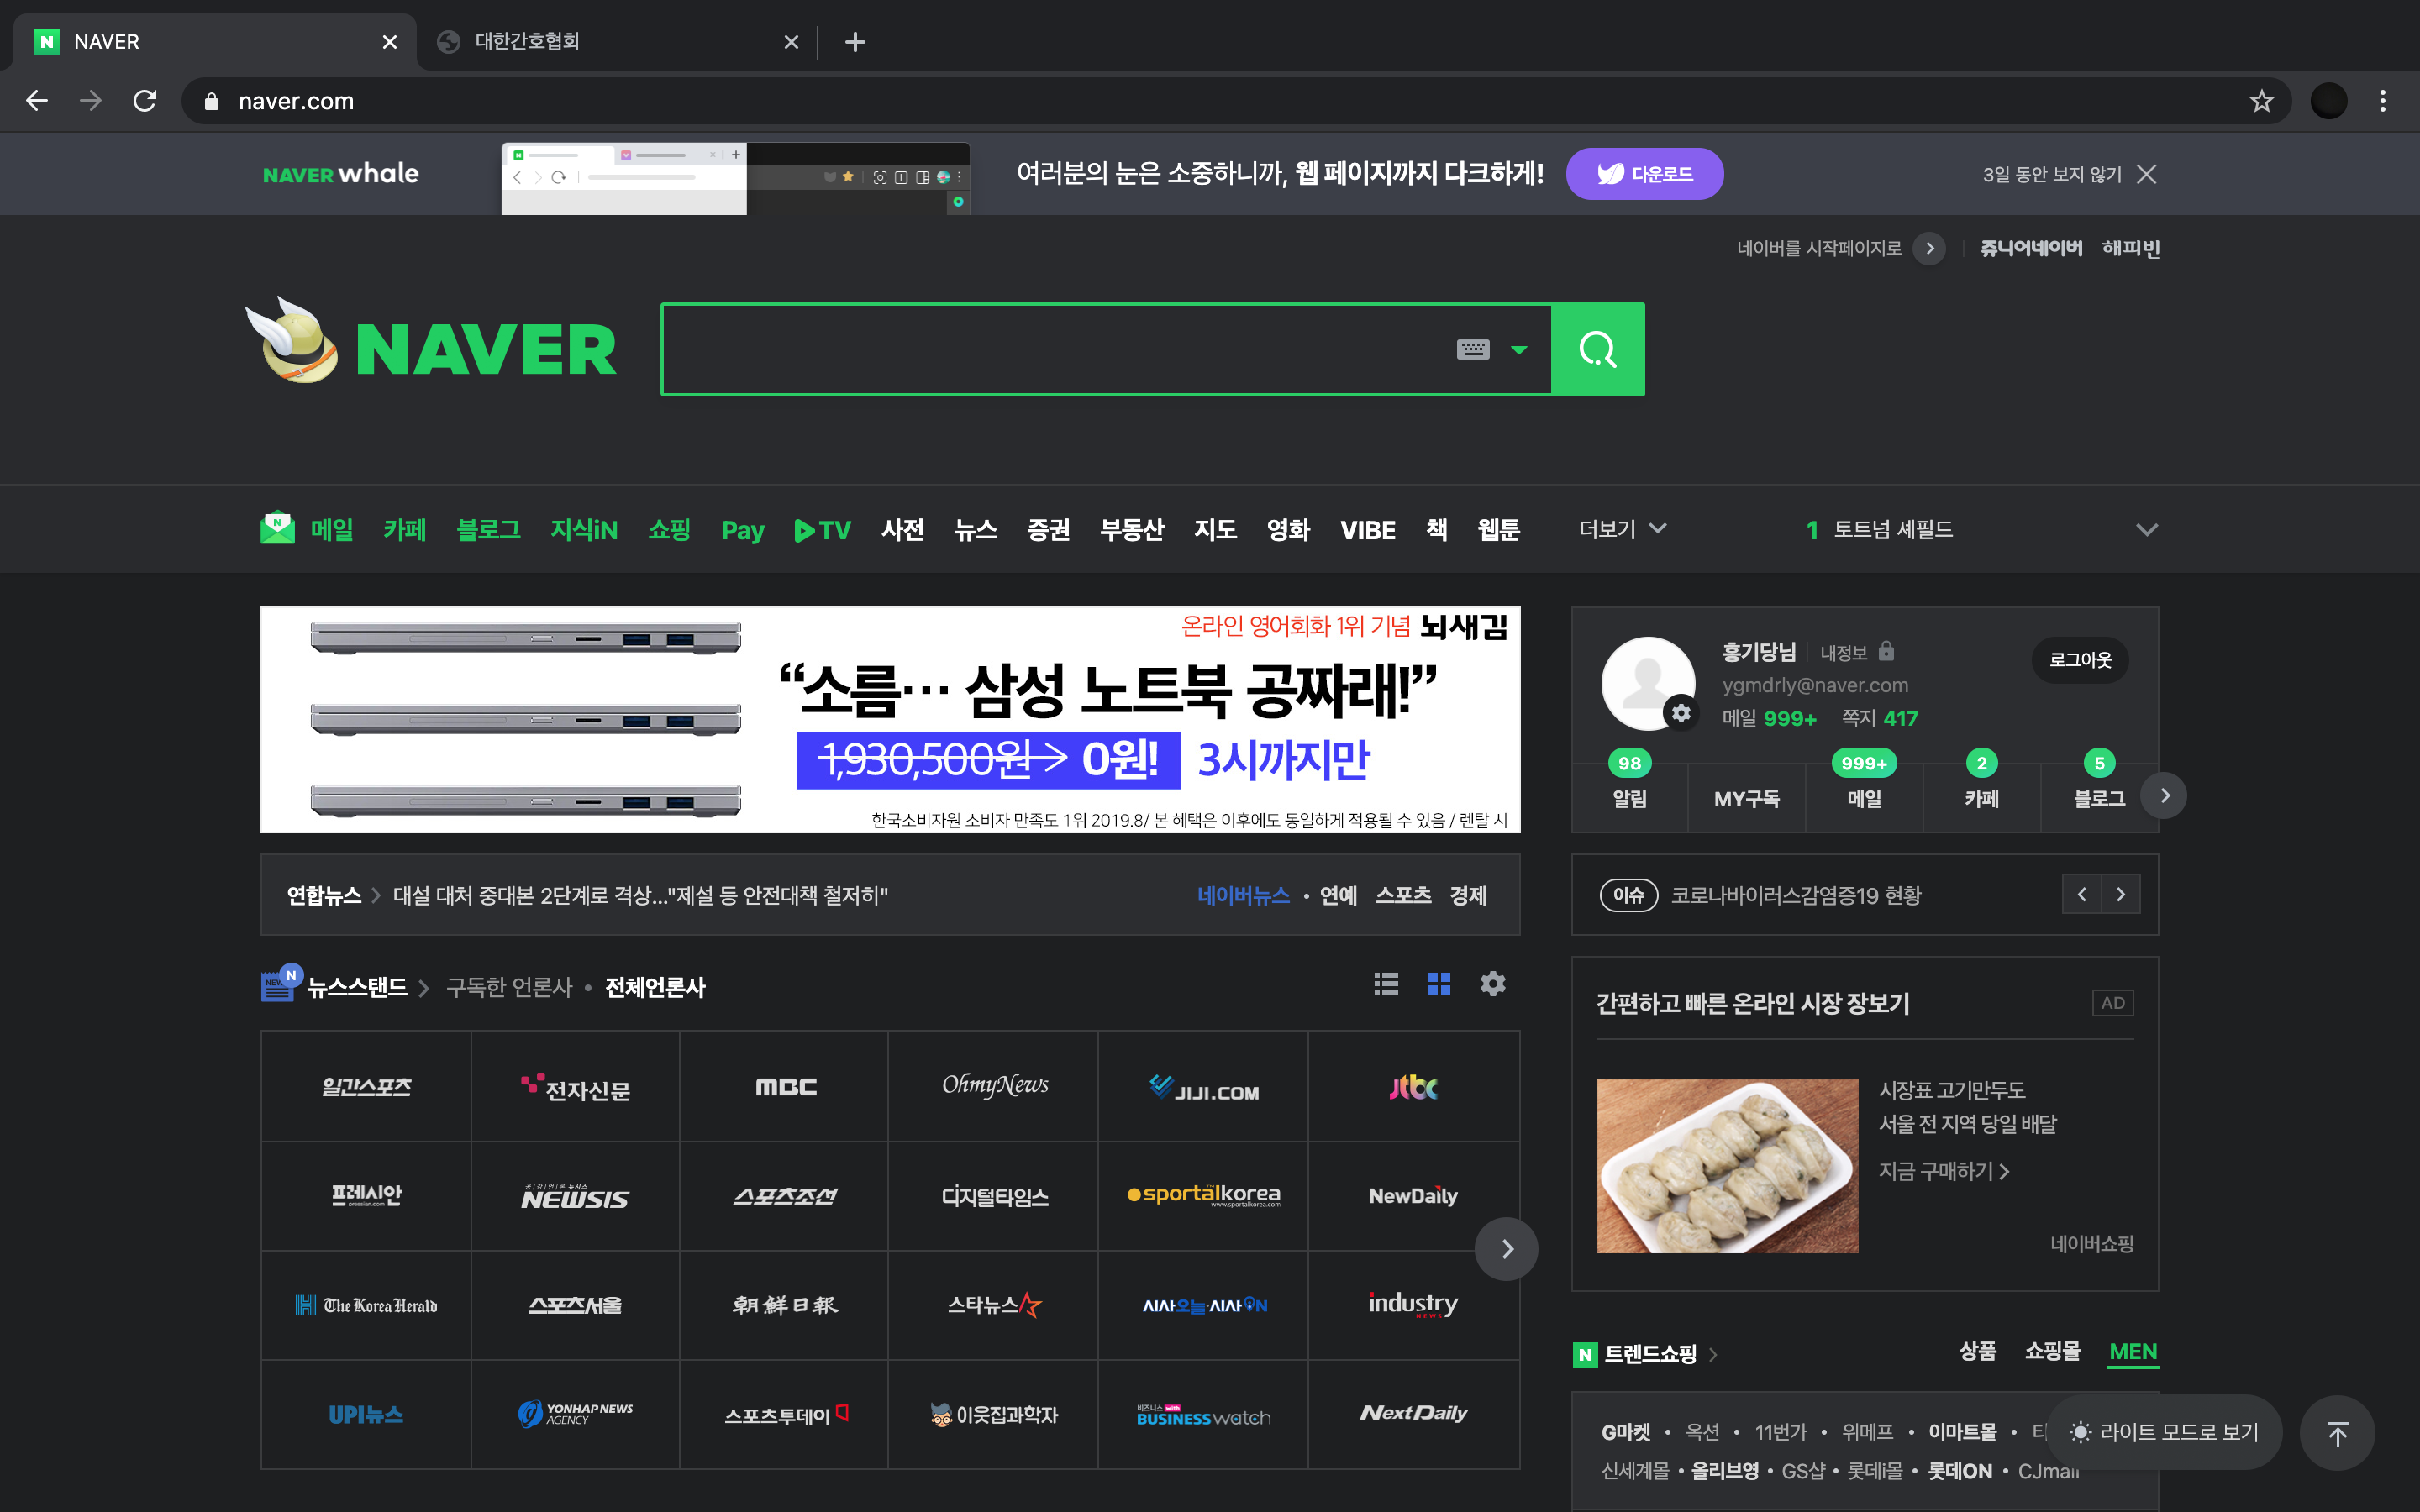 NAVER
대한간호협회
naver.com
NAVER whale
여러분의 눈은 소중하니까, 웹 페이지까지 다크하게!
다운로드
3일 동안 보지 않기
네이버를 시작페이지로
쥬니어네이버
해피빈
NAVER
메일 카페 블로그 지식iN 쇼핑 Pay TV 사전 뉴스 증권 부동산 지도 영화 VIBE 책 웹툰 더보기
1 토트넘 셰필드
온라인 영어회화 1위 기념 뇌새김
“소름… 삼성 노트북 공짜래!”
1,930,500원 → 0원! 3시까지만
한국소비자원 소비자 만족도 1위 2019.8/ 본 혜택은 이후에도 동일하게 적용될 수 있음 / 렌탈 시
흥기당님 내정보
로그아웃
ygmdrly@naver.com
메일 999+ 쪽지 417
98 999+ 2 5
알림 MY구독 메일 카페 블로그
연합뉴스 > 대설 대처 중대본 2단계로 격상..."제설 등 안전대책 철저히"
네이버뉴스 • 연예 스포츠 경제
이슈 코로나바이러스감염증19 현황
NEWS N 뉴스스탠드 > 구독한 언론사 • 전체언론사
일간스포츠 전자신문 MBC OhmyNews JIJI.COM jtbc
프레시안 pressian.com 공|감|언|론 뉴시스 NEWSIS 스포츠조선 디지털타임스 sportalkorea www.sportalkorea.com NewDaily
The Korea Herald 스포츠서울 朝鮮日報 스타뉴스 시사오늘·시사ON industry NEWS
UPI뉴스 YONHAP NEWS AGENCY 스포츠투데이 이웃집과학자 비즈니스 with BUSINESS watch NextDaily
간편하고 빠른 온라인 시장 장보기
AD
시장표 고기만두도
서울 전 지역 당일 배달
지금 구매하기 >
네이버쇼핑
N 트렌드쇼핑 >
상품 쇼핑몰 MEN
G마켓 • 옥션 • 11번가 • 위메프 • 이마트몰 • 티
신세계몰 • 올리브영 • GS샵 • 롯데i몰 • 롯데ON • CJmall
라이트 모드로 보기